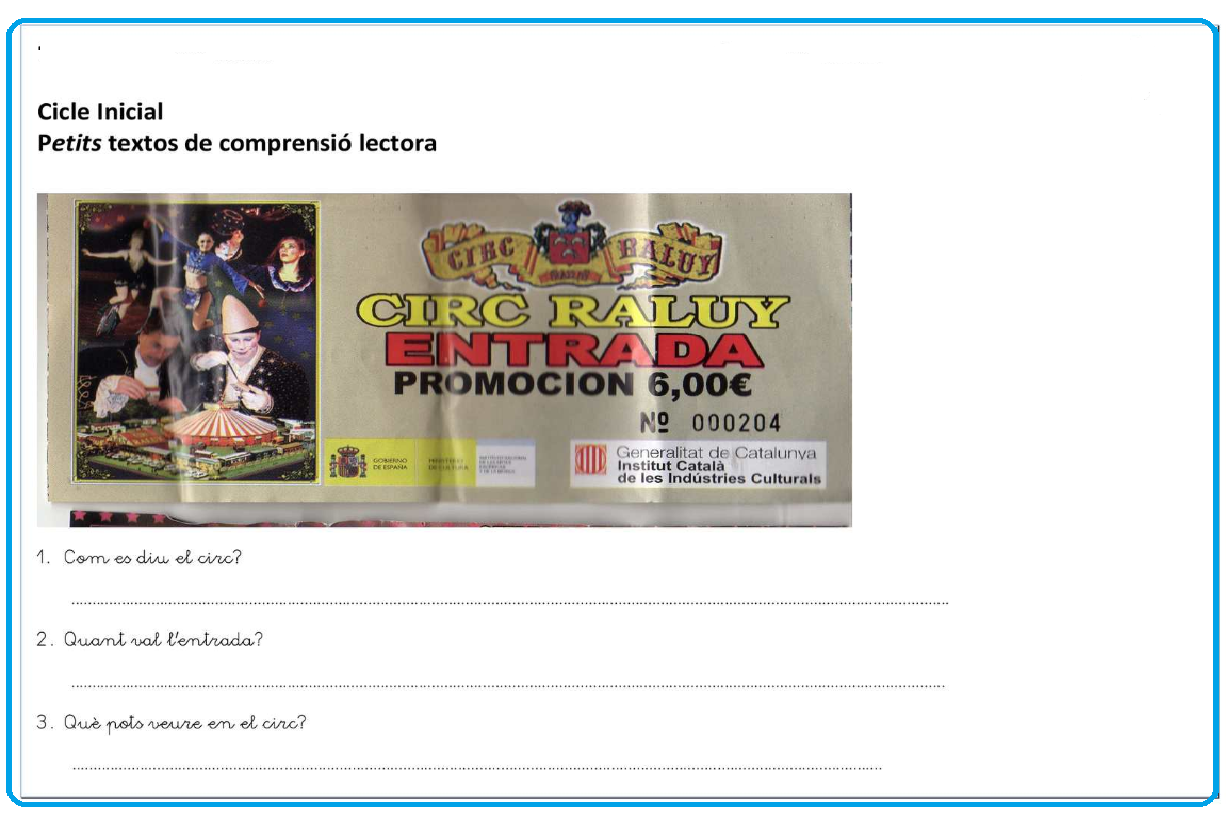 Cicle Inicial
Petits textos de comprensió lectora
CIRC RALUY
CIRC RALUY
ENTRADA
PROMOCION 6,00€
Nº 000204
GOBIERNO
DE ESPAÑA
MINISTERIO
DE CULTURA
Generalitat de Catalunya
Institut Català
de les Indústries Culturals
1. Com es diu el circ?
2. Quant val l'entrada?
3. Què pots veure en el circ?